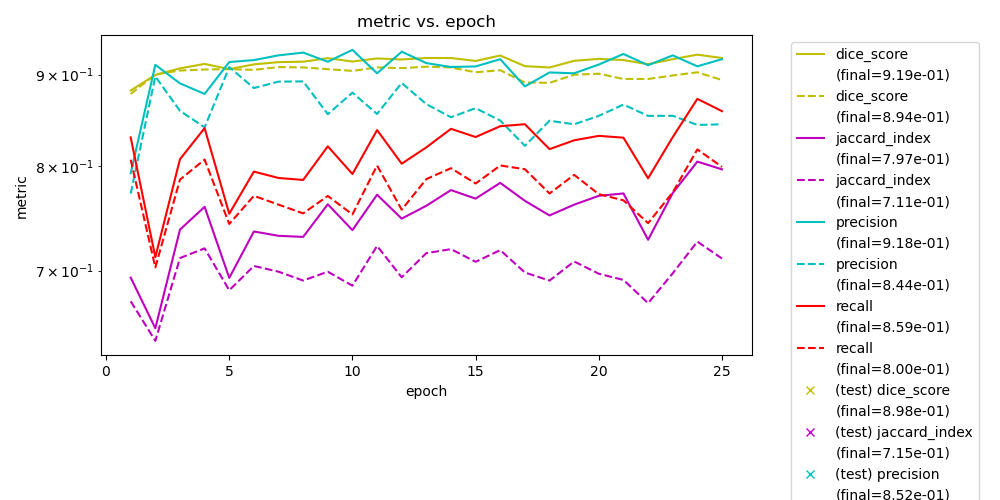 metric vs. epoch
metric
9 × 10⁻¹
8 × 10⁻¹
7 × 10⁻¹
0 5 10 15 20 25
epoch
dice_score
(final=9.19e-01)
dice_score
(final=8.94e-01)
jaccard_index
(final=7.97e-01)
jaccard_index
(final=7.11e-01)
precision
(final=9.18e-01)
precision
(final=8.44e-01)
recall
(final=8.59e-01)
recall
(final=8.00e-01)
(test) dice_score
(final=8.98e-01)
(test) jaccard_index
(final=7.15e-01)
(test) precision
(final=8.52e-01)